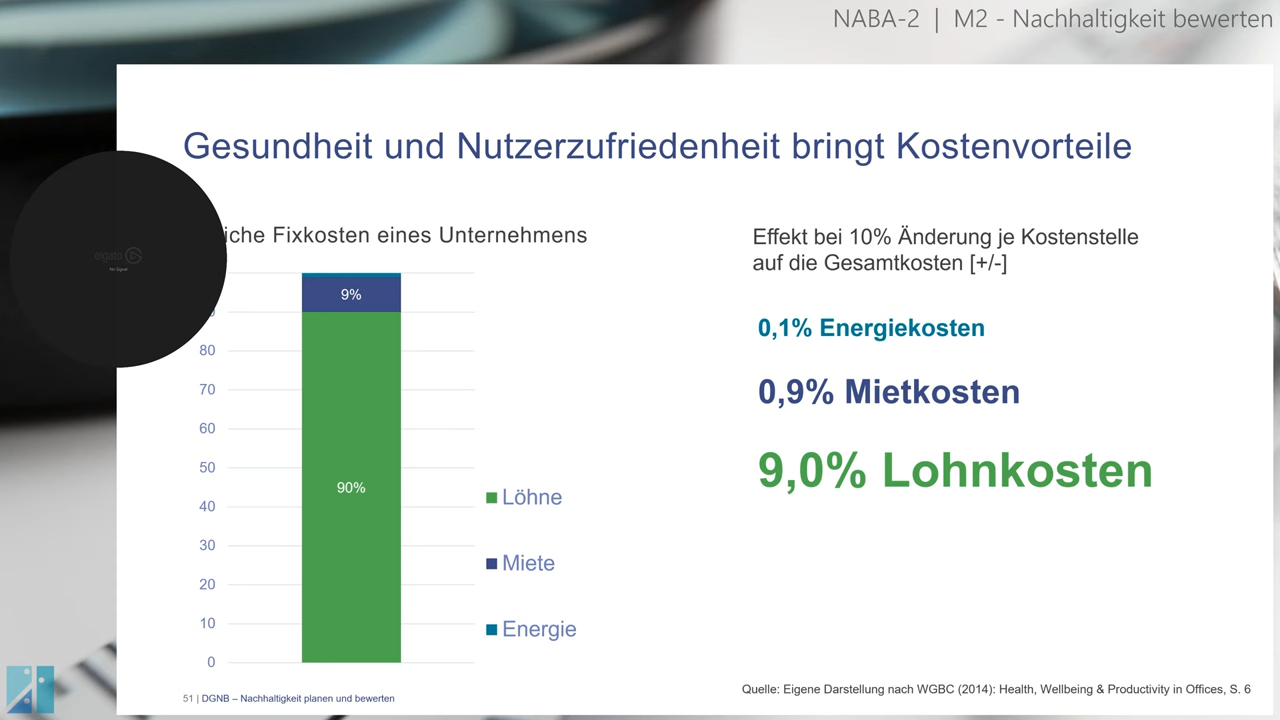 NABA-2 | M2 - Nachhaltigkeit bewerten
Gesundheit und Nutzerzufriedenheit bringt Kostenvorteile
elgato
No Signal
Fixkosten eines Unternehmens
9%
80
70
60
50
40
30
20
10
0
90%
Löhne
Miete
Energie
Effekt bei 10% Änderung je Kostenstelle
auf die Gesamtkosten [+/-]
0,1% Energiekosten
0,9% Mietkosten
9,0% Lohnkosten
51 | DGNB – Nachhaltigkeit planen und bewerten
Quelle: Eigene Darstellung nach WGBC (2014): Health, Wellbeing & Productivity in Offices, S. 6